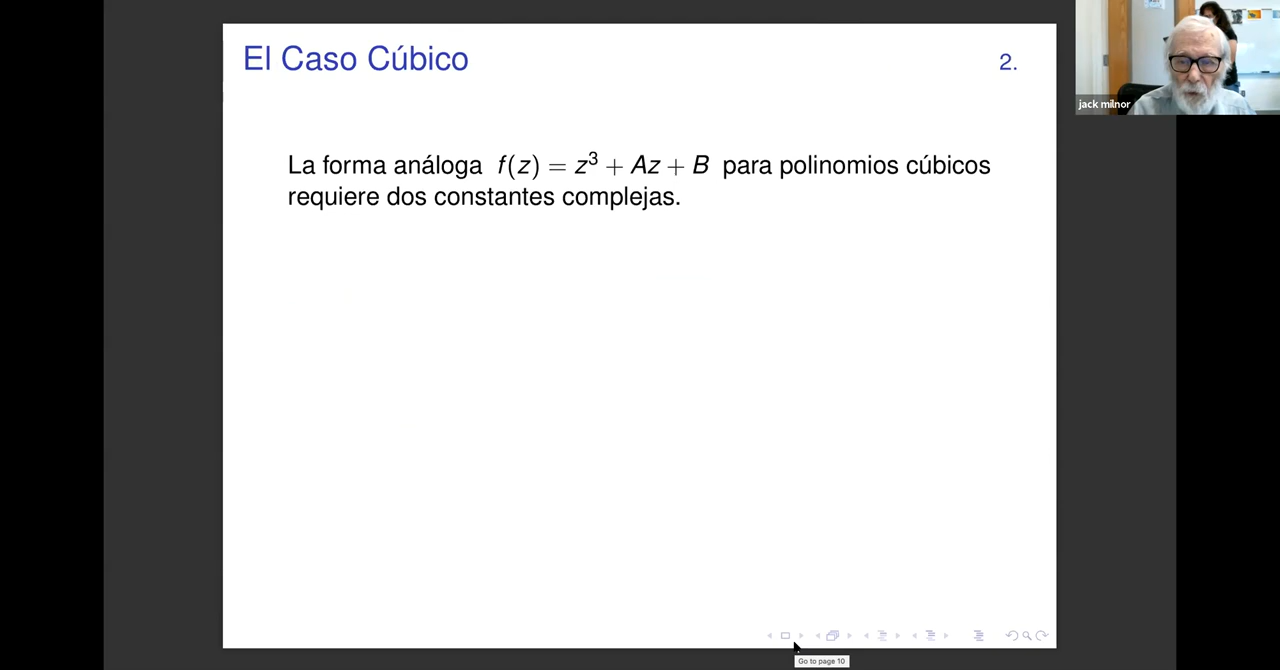 El Caso Cúbico 2.
La forma análoga f(z) = z³ + Az + B para polinomios cúbicos
requiere dos constantes complejas.
jack milnor
Go to page 10